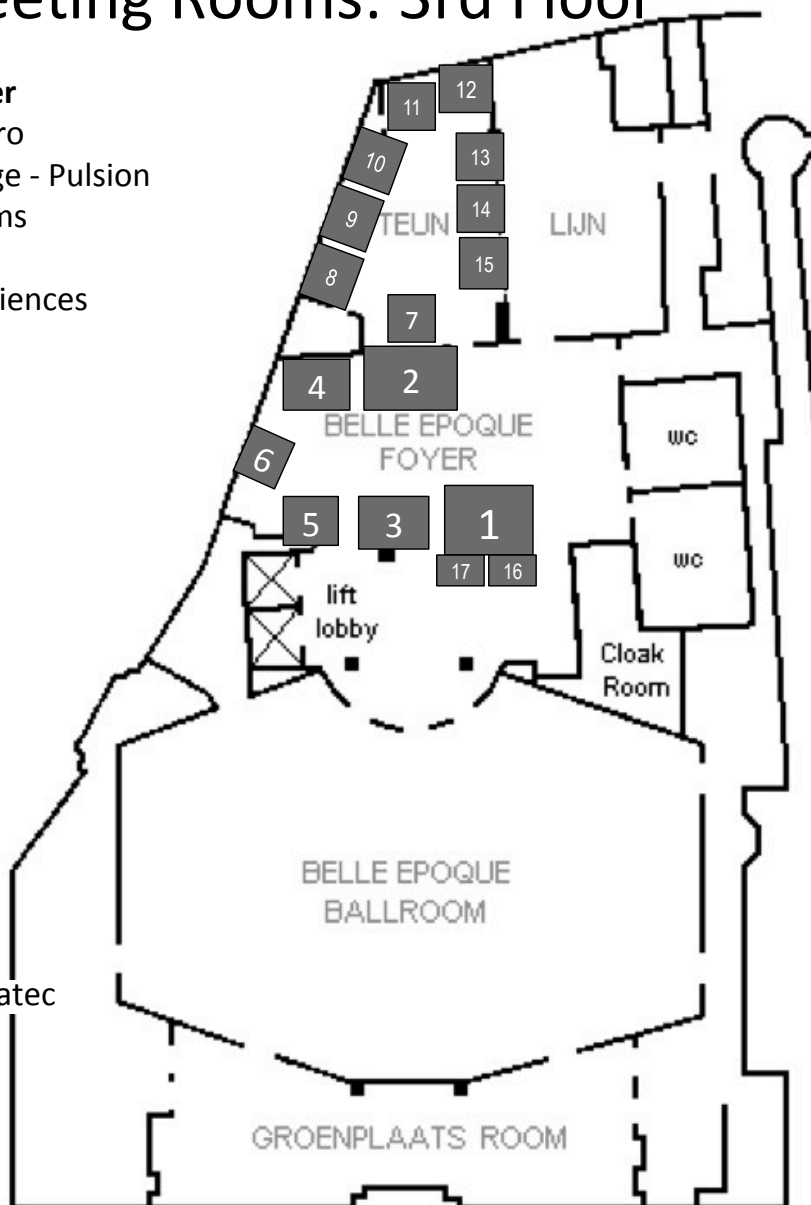 eeting Rooms: 3rd Floor
er
ro
ge - Pulsion
ms
iences
12
11
10
13
9
14
TEUN
LIJN
15
8
7
4
2
BELLE EPOQUE
FOYER
wc
6
5
3
1
17
16
wc
lift
lobby
Cloak
Room
BELLE EPOQUE
BALLROOM
atec
GROENPLAATS ROOM